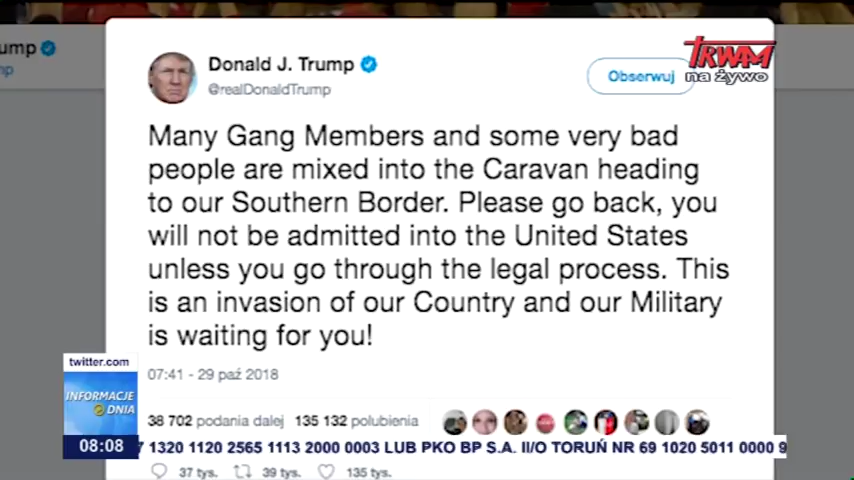 ump
mp
Donald J. Trump
@realDonaldTrump
Obserwuj
TRWAM
na żywo
Many Gang Members and some very bad
people are mixed into the Caravan heading
to our Southern Border. Please go back, you
will not be admitted into the United States
unless you go through the legal process. This
is an invasion of our Country and our Military
is waiting for you!
07:41 - 29 paź 2018
38 702 podania dalej 135 132 polubienia
twitter.com
INFORMACJE
DNIA
08:08
7 1320 1120 2565 1113 2000 0003 LUB PKO BP S.A. II/O TORUŃ NR 69 1020 5011 0000 9
37 tys. 39 tys. 135 tys.